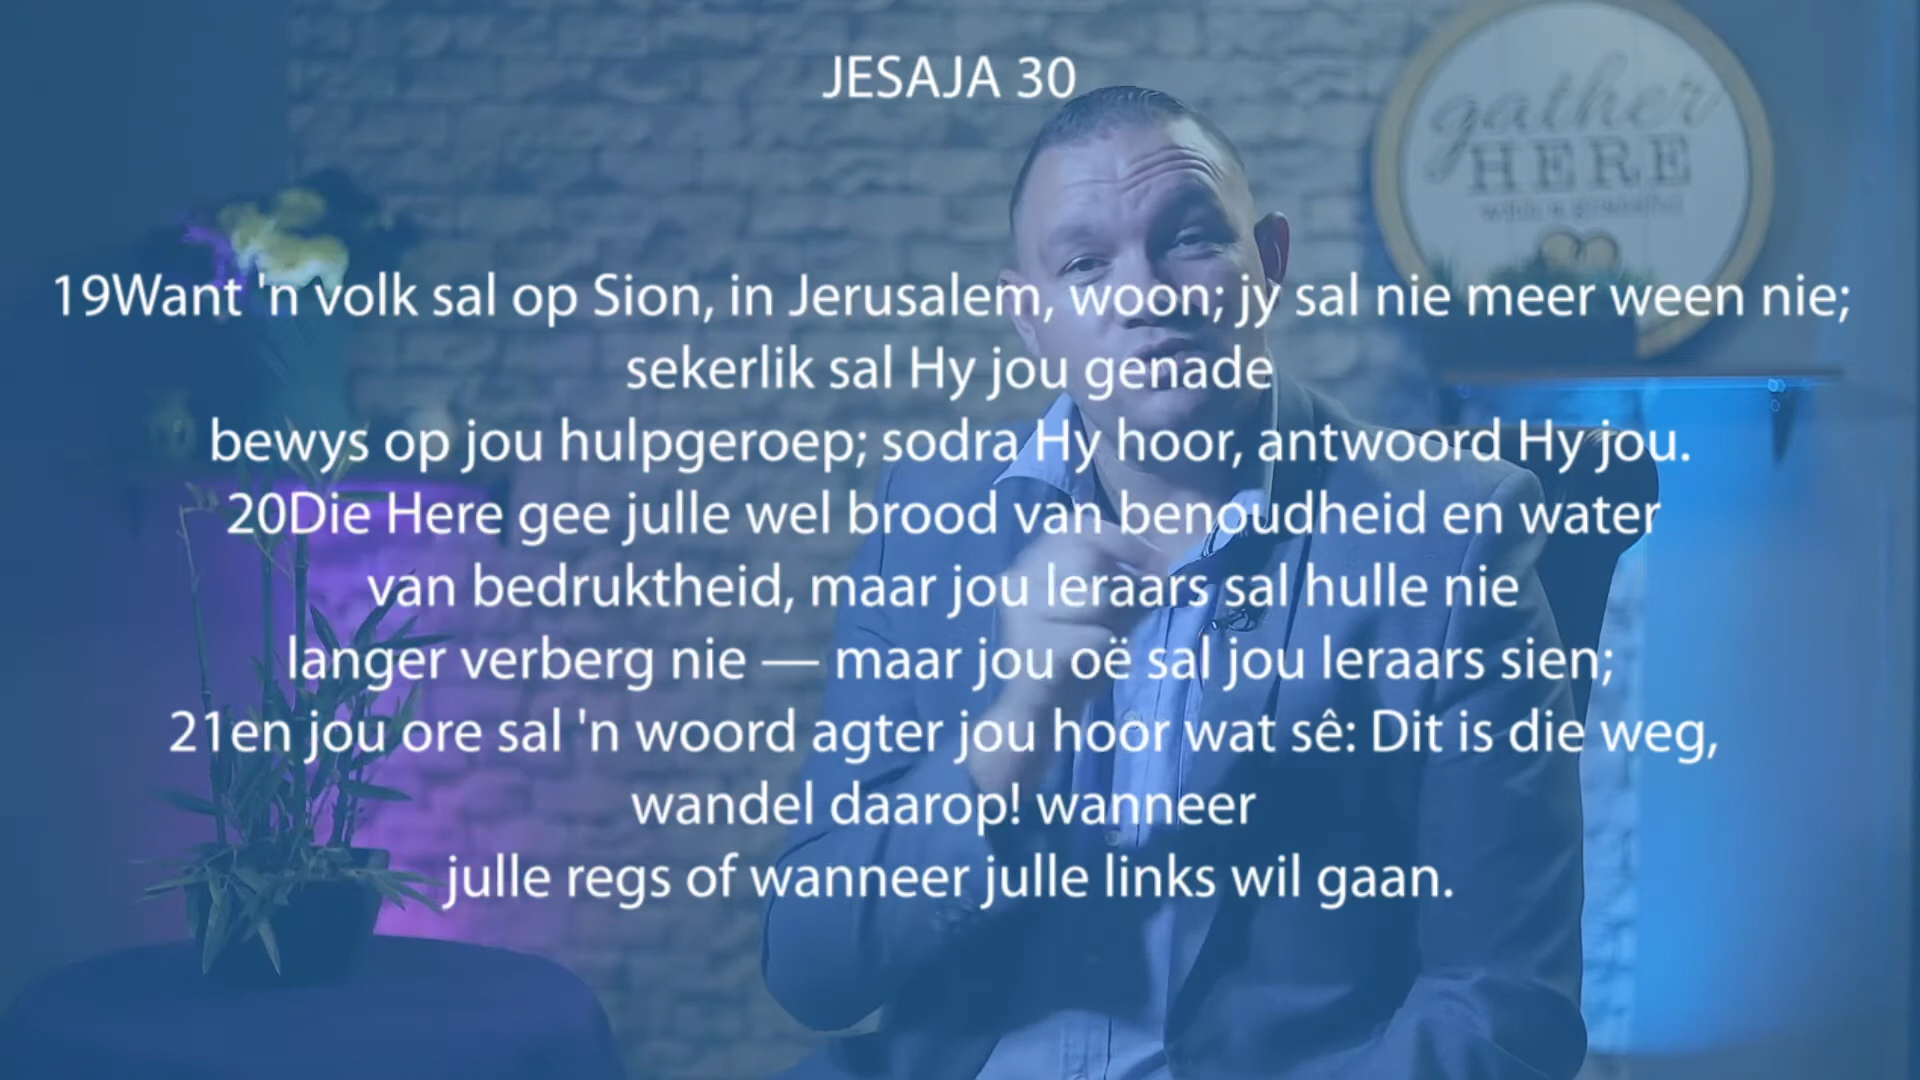 JESAJA 30
gather
HERE
19Want 'n volk sal op Sion, in Jerusalem, woon; jy sal nie meer ween nie;
sekerlik sal Hy jou genade
bewys op jou hulpgeroep; sodra Hy hoor, antwoord Hy jou.
20Die Here gee julle wel brood van benoudheid en water
van bedruktheid, maar jou leraars sal hulle nie
langer verberg nie — maar jou oë sal jou leraars sien;
21en jou ore sal 'n woord agter jou hoor wat sê: Dit is die weg,
wandel daarop! wanneer
julle regs of wanneer julle links wil gaan.